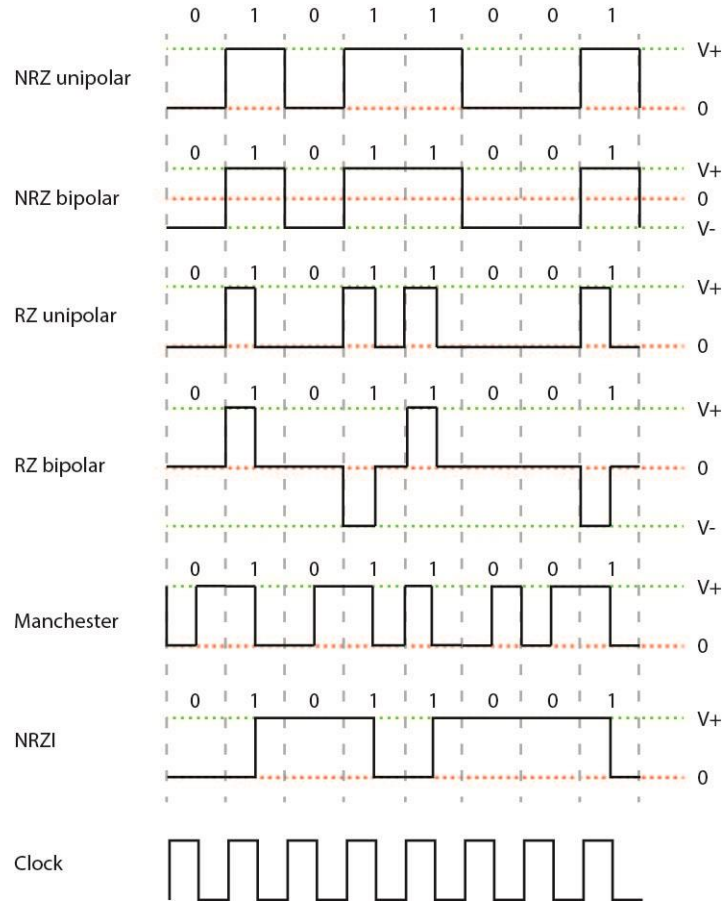 0 1 0 1 1 0 0 1
V+
NRZ unipolar
0
0 1 0 1 1 0 0 1
V+
NRZ bipolar 0
V-
0 1 0 1 1 0 0 1
V+
RZ unipolar
0
0 1 0 1 1 0 0 1
V+
RZ bipolar 0
V-
0 1 0 1 1 0 0 1
V+
Manchester
0
0 1 0 1 1 0 0 1
V+
NRZI
0
Clock